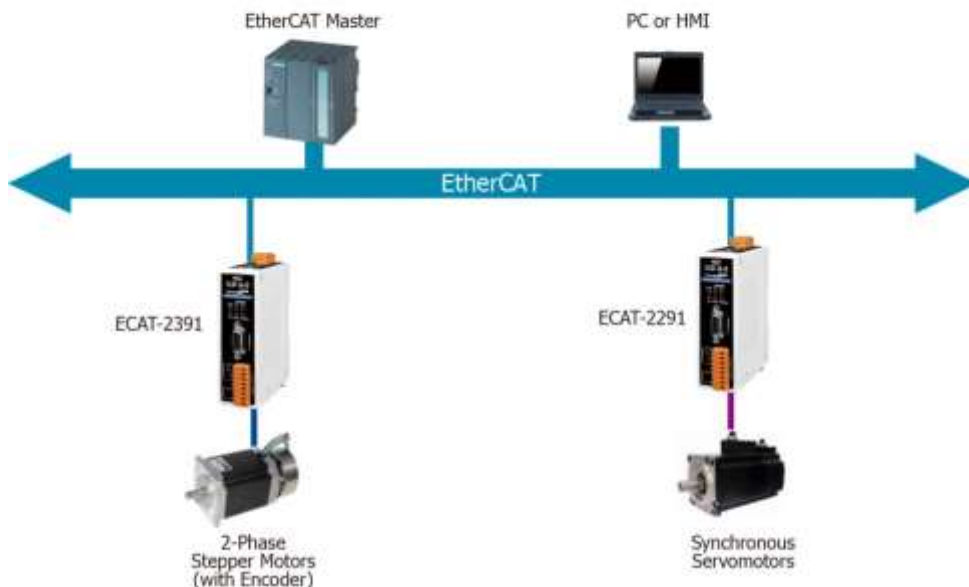 EtherCAT Master
PC or HMI
EtherCAT
ECAT-2391
ECAT-2291
2-Phase
Stepper Motors
(with Encoder)
Synchronous
Servomotors